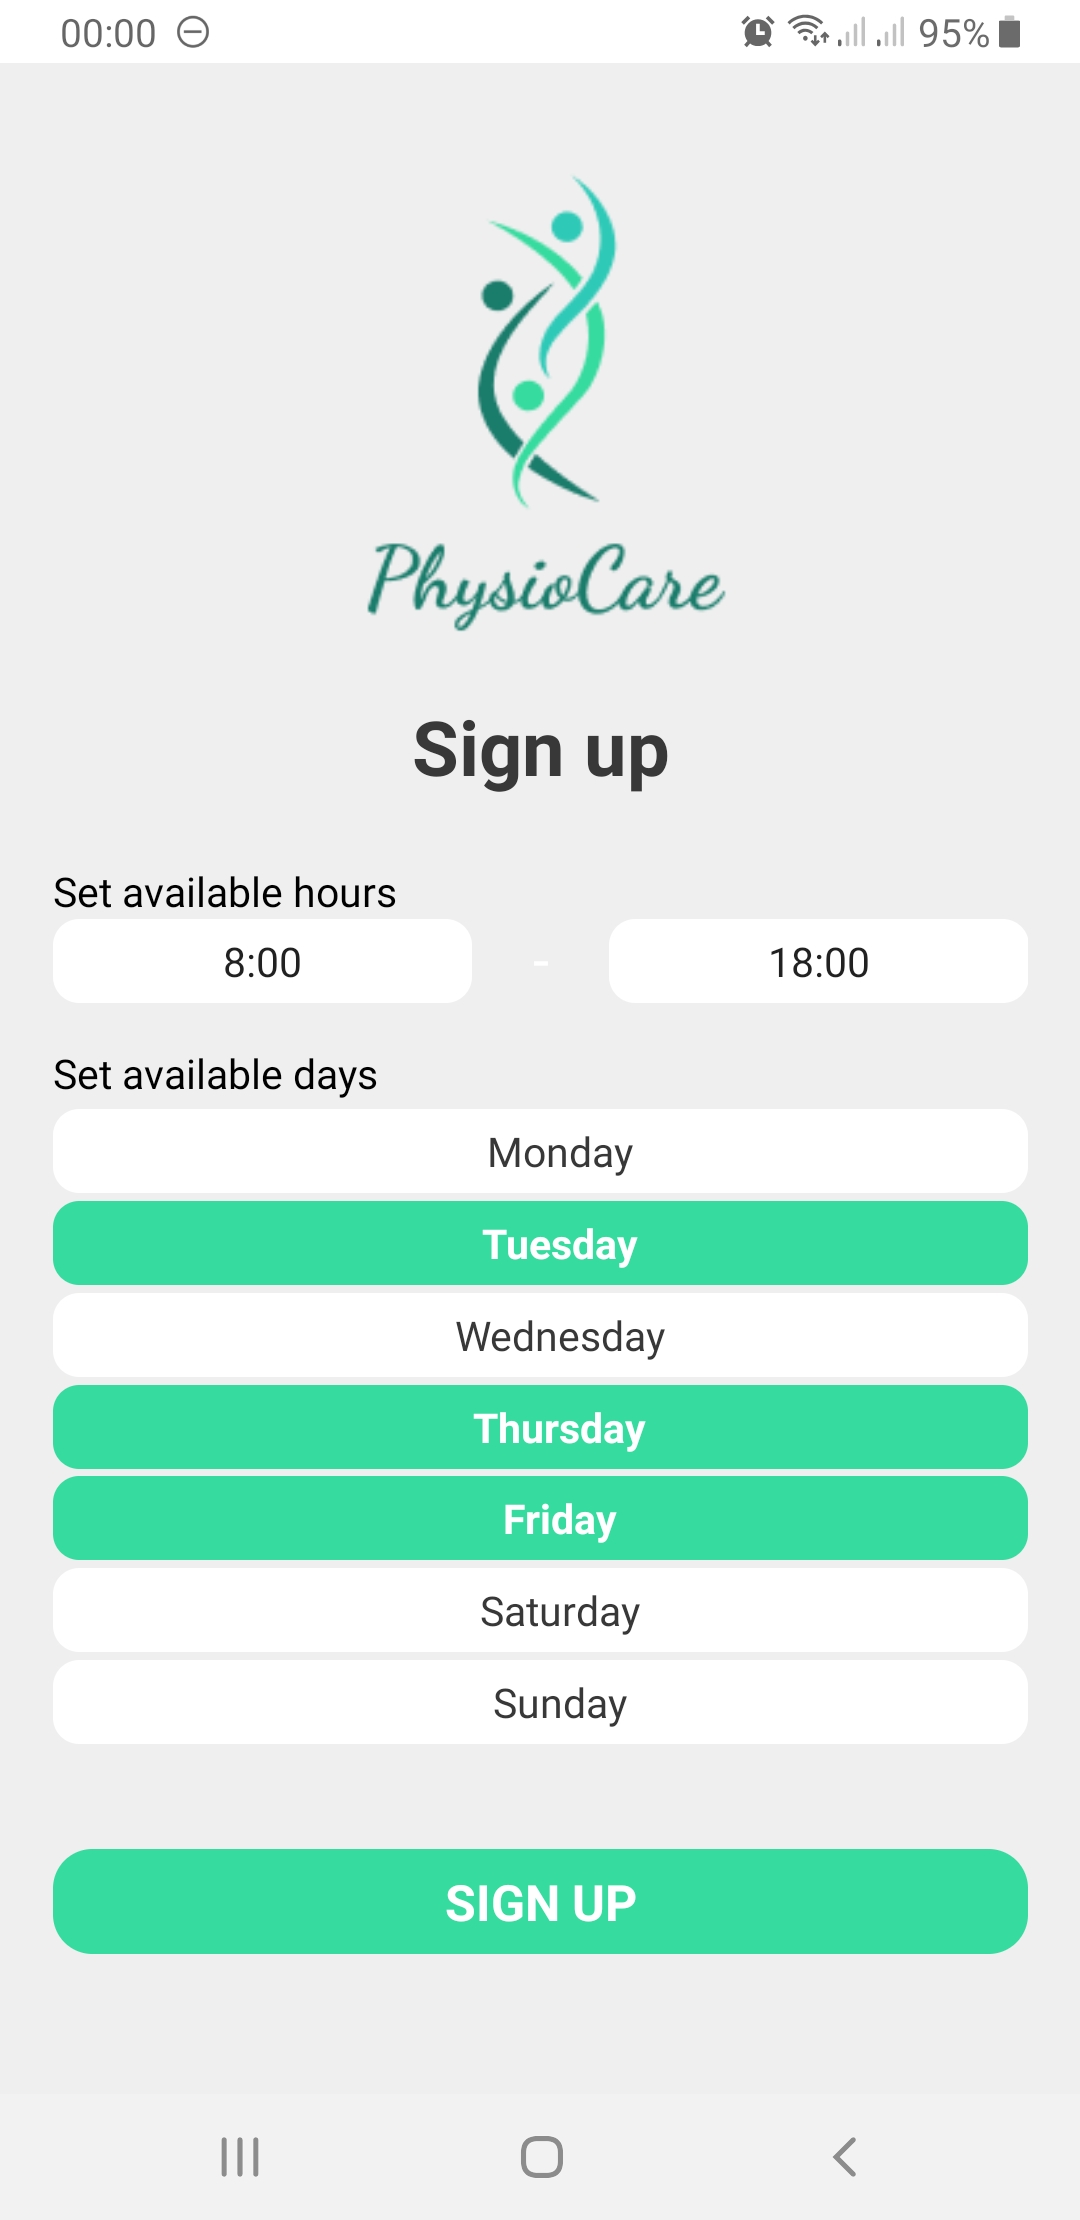 00:00 95%
PhysioCare
Sign up
Set available hours
8:00 - 18:00
Set available days
Monday
Tuesday
Wednesday
Thursday
Friday
Saturday
Sunday
SIGN UP